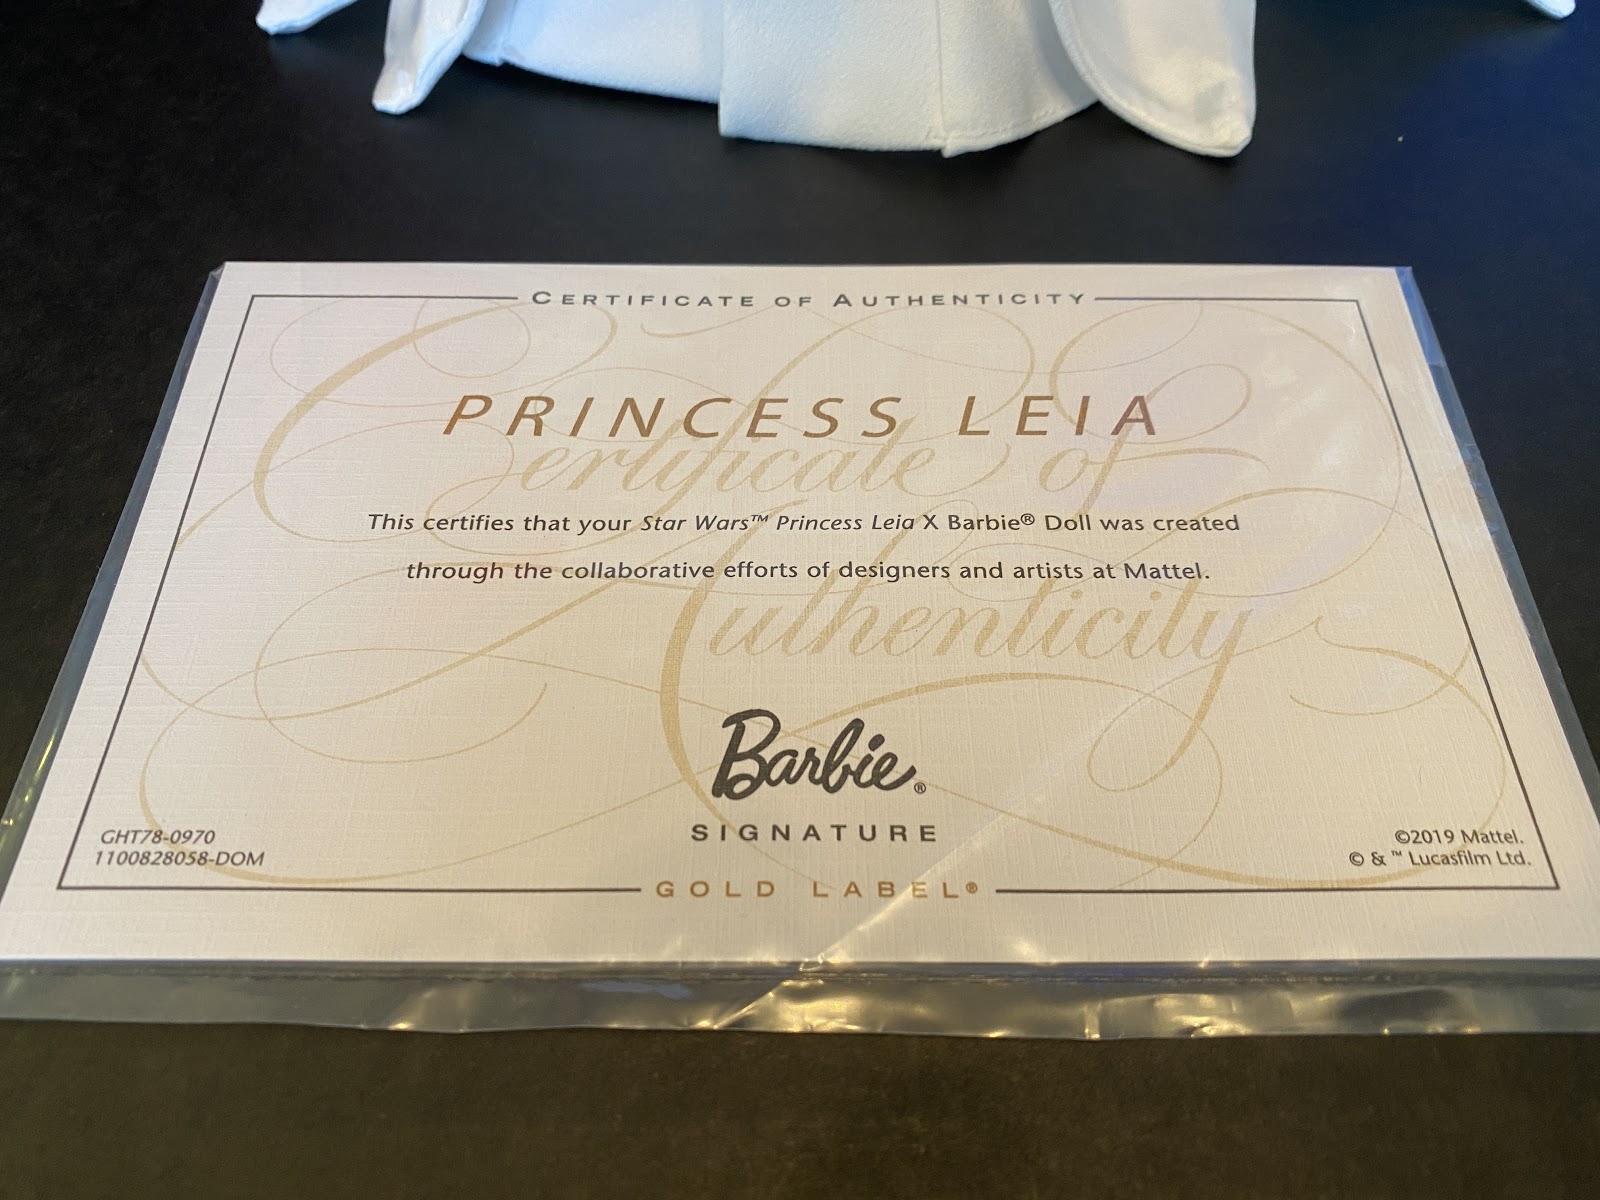 CERTIFICATE OF AUTHENTICITY
PRINCESS LEIA
Certificate of
This certifies that your Star Wars™ Princess Leia X Barbie® Doll was created
through the collaborative efforts of designers and artists at Mattel.
Authenticity
Barbie®
SIGNATURE
GHT78-0970
1100828058-DOM
©2019 Mattel.
© & ™ Lucasfilm Ltd.
GOLD LABEL®